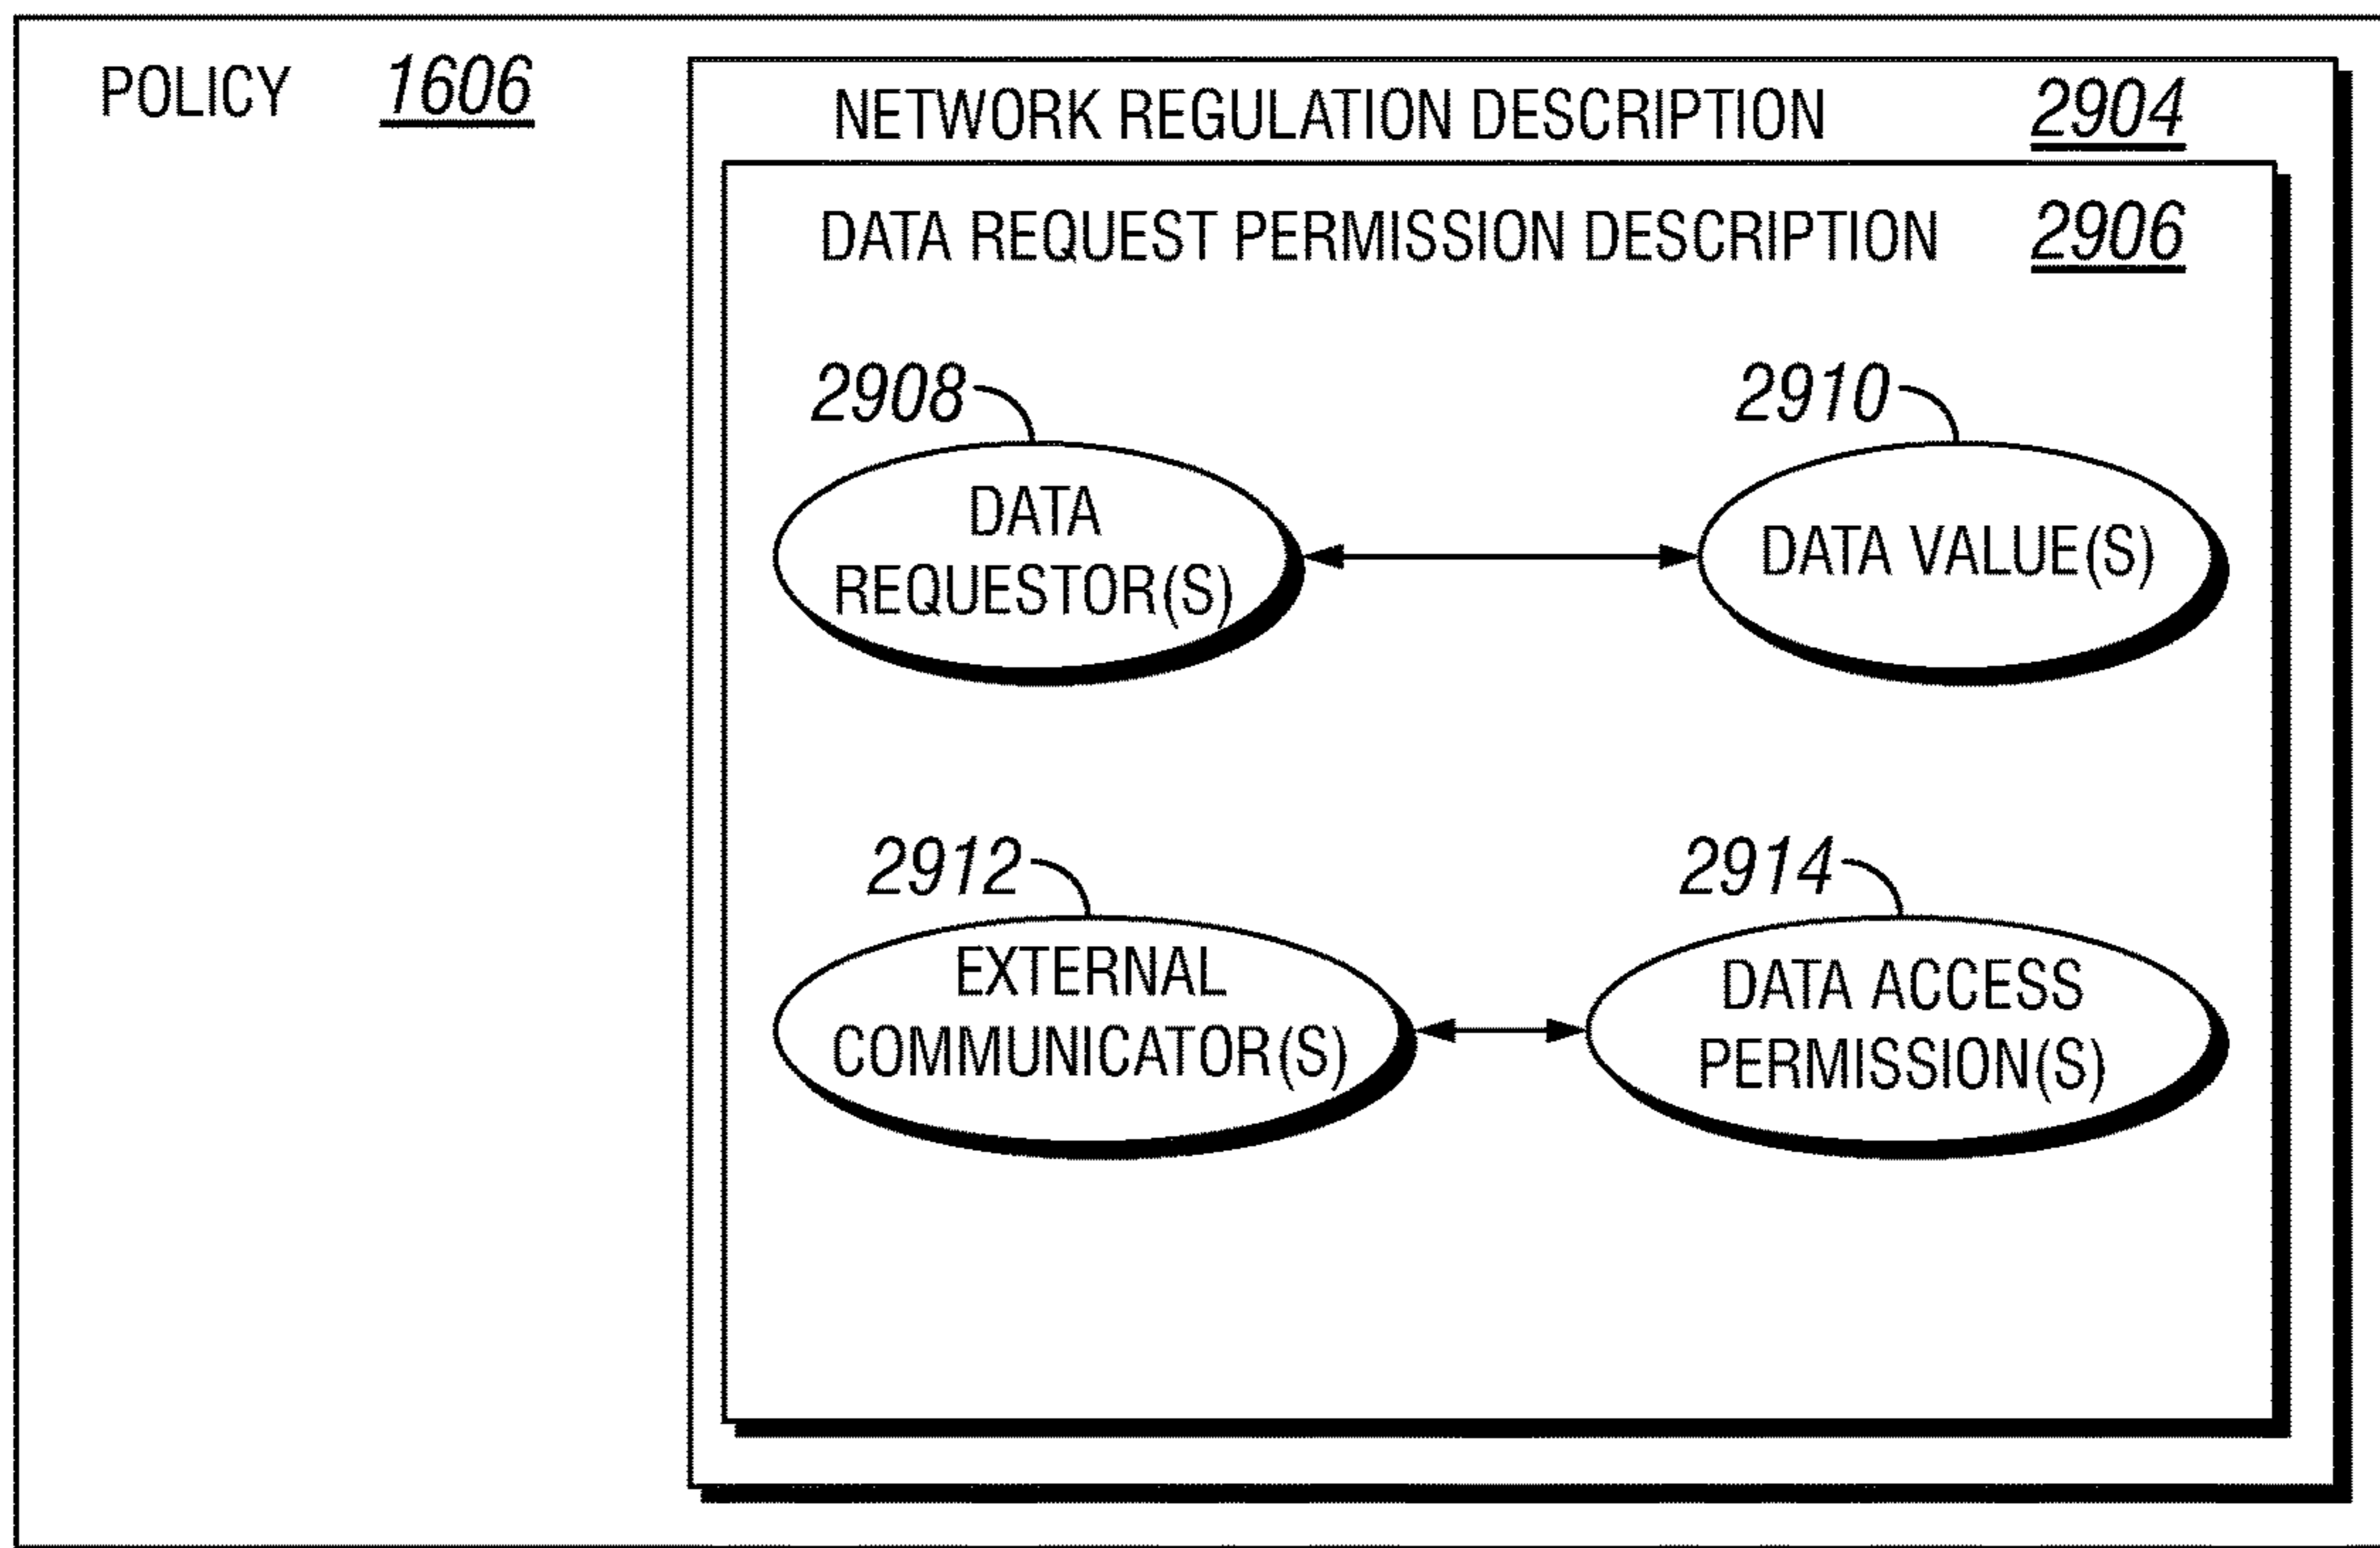 POLICY 1606
NETWORK REGULATION DESCRIPTION 2904
DATA REQUEST PERMISSION DESCRIPTION 2906
2908
2910
DATA
REQUESTOR(S)
DATA VALUE(S)
2912
2914
EXTERNAL
COMMUNICATOR(S)
DATA ACCESS
PERMISSION(S)